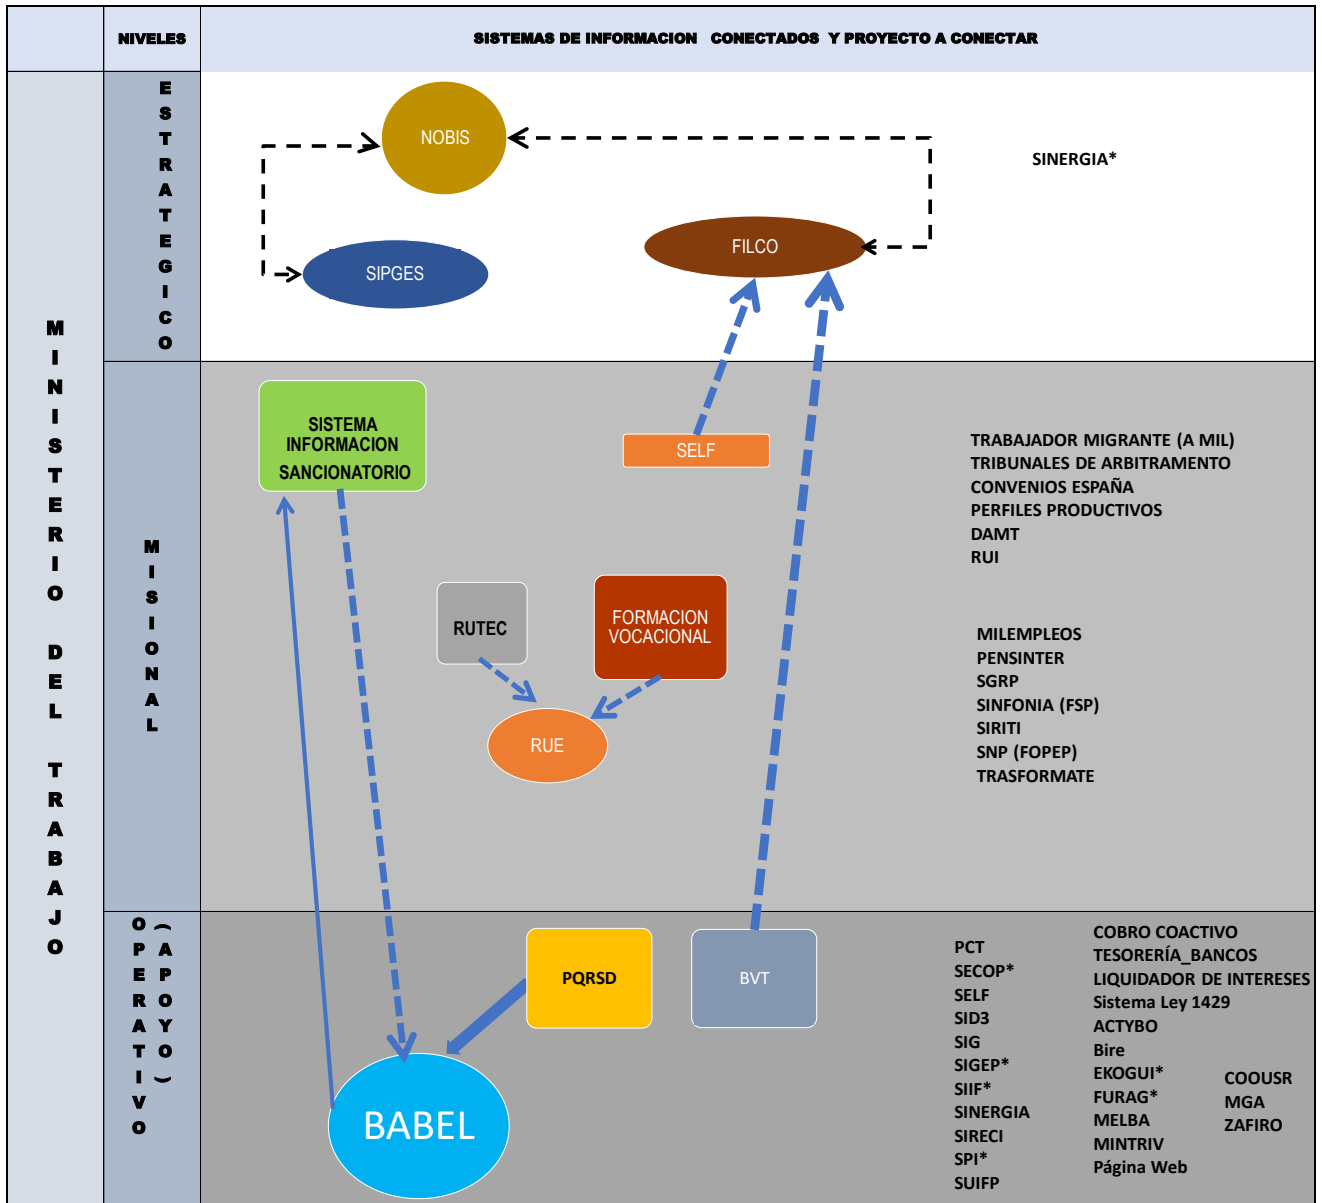 NIVELES
SISTEMAS DE INFORMACION CONECTADOS Y PROYECTO A CONECTAR
MINISTERIO DEL TRABAJO
ESTRATEGICO
NOBIS
SINERGIA*
FILCO
SIPGES
MISIONAL
SISTEMA
INFORMACION
SANCIONATORIO
SELF
TRABAJADOR MIGRANTE (A MIL)
TRIBUNALES DE ARBITRAMENTO
CONVENIOS ESPAÑA
PERFILES PRODUCTIVOS
DAMT
RUI
RUTEC
FORMACION
VOCACIONAL
RUE
MILEMPLEOS
PENSINTER
SGRP
SINFONIA (FSP)
SIRITI
SNP (FOPEP)
TRASFORMATE
OPERATIVO
(APOYO)
PQRSD
BVT
BABEL
PCT
SECOP*
SELF
SID3
SIG
SIGEP*
SIIF*
SINERGIA
SIRECI
SPI*
SUIFP
COBRO COACTIVO
TESORERÍA_BANCOS
LIQUIDADOR DE INTERESES
Sistema Ley 1429
ACTYBO
Bire
EKOGUI*
FURAG*
MELBA
MINTRIV
Página Web
COOUSR
MGA
ZAFIRO